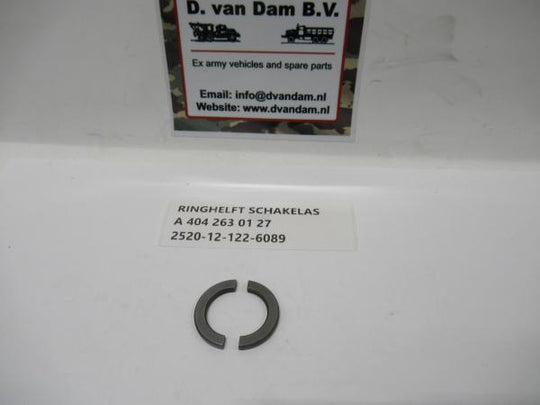 D. van Dam B.V.
Ex army vehicles and spare parts
Email: info@dvandam.nl
Website: www.dvandam.nl
RINGHELFT SCHAKELAS
A 404 263 01 27
2520-12-122-6089